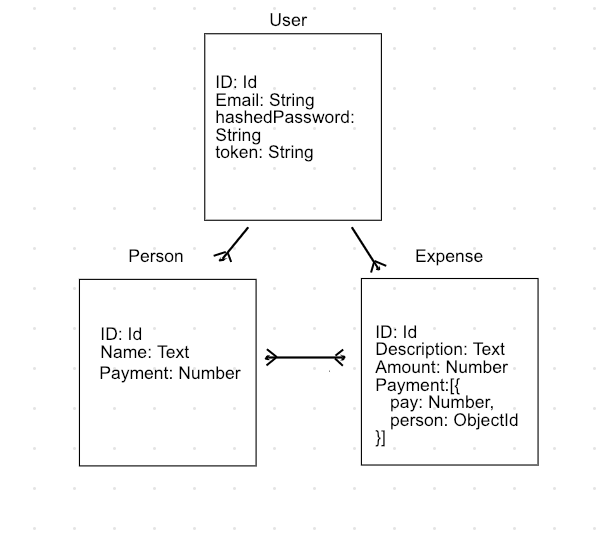 User
ID: Id
Email: String
hashedPassword:
String
token: String
Person
Expense
ID: Id
Name: Text
Payment: Number
ID: Id
Description: Text
Amount: Number
Payment:[{
pay: Number,
person: ObjectId
}]